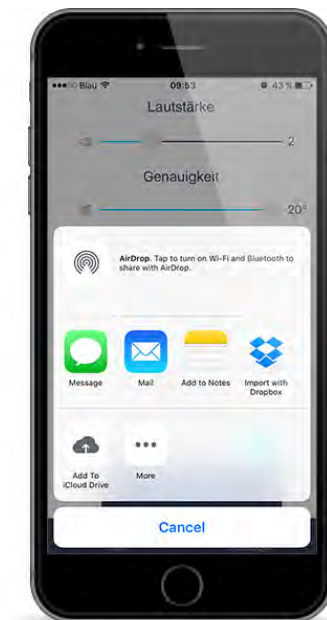 Blau 09:53 43 %
Lautstärke
2
Genauigkeit
20°
AirDrop. Tap to turn on Wi-Fi and Bluetooth to
share with AirDrop.
Message Mail Add to Notes Import with
Dropbox
Add To More
iCloud Drive
Cancel